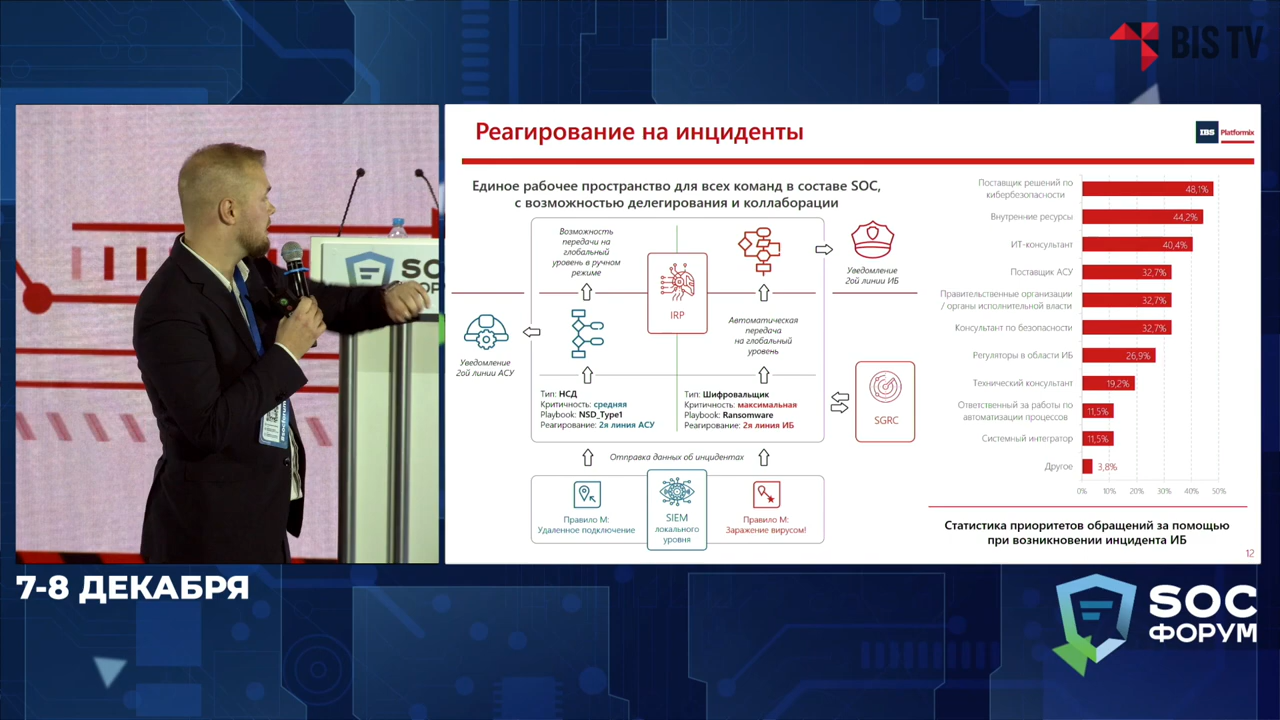 BIS TV
Реагирование на инциденты
IBS Platformix
Единое рабочее пространство для всех команд в составе SOC,
с возможностью делегирования и коллаборации
Возможность
передачи на
глобальный
уровень в ручном
режиме
IRP
Уведомление
2ой линии ИБ
Уведомление
2ой линии АСУ
Автоматическая
передача
на глобальный
уровень
Тип: НСД
Критичность: средняя
Playbook: NSD_Type1
Реагирование: 2я линия АСУ
Тип: Шифровальщик
Критичность: максимальная
Playbook: Ransomware
Реагирование: 2я линия ИБ
SGRC
Отправка данных об инцидентах
Правило М:
Удаленное подключение
SIEM
локального
уровня
Правило М:
Заражение вирусом!
Поставщик решений по
кибербезопасности
48,1%
Внутренние ресурсы
44,2%
ИТ-консультант
40,4%
Поставщик АСУ
32,7%
Правительственные организации
/ органы исполнительной власти
32,7%
Консультант по безопасности
32,7%
Регуляторы в области ИБ
26,9%
Технический консультант
19,2%
Ответственный за работы по
автоматизации процессов
11,5%
Системный интегратор
11,5%
Другое
3,8%
0% 10% 20% 30% 40% 50%
Статистика приоритетов обращений за помощью
при возникновении инцидента ИБ
12
SOC
ФОРУМ
7-8 ДЕКАБРЯ
SOC
ФОРУМ